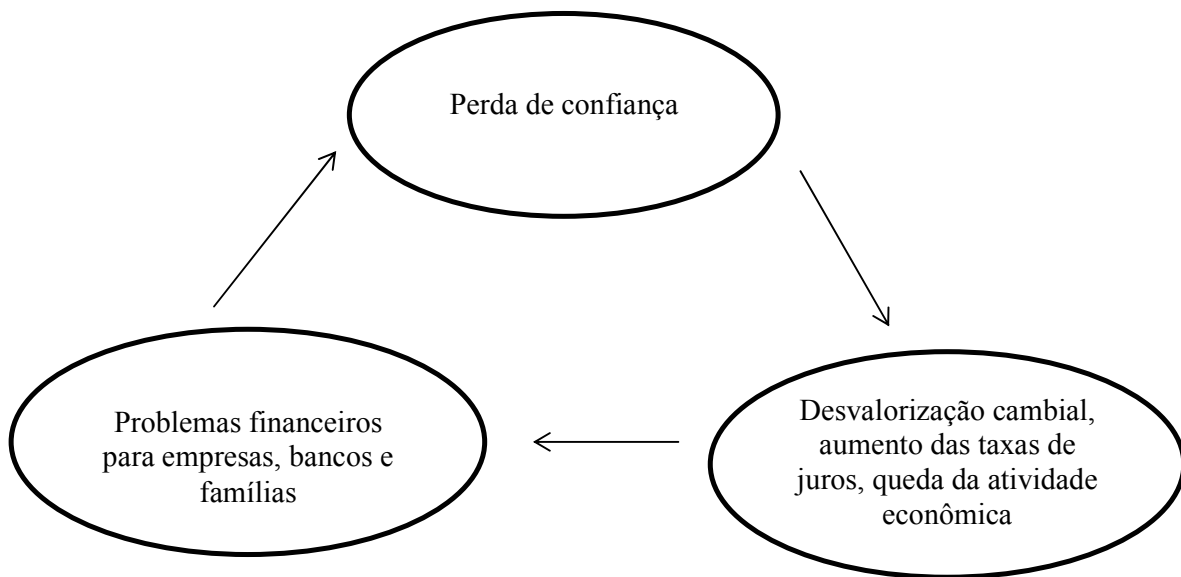 Perda de confiança
Desvalorização cambial,
aumento das taxas de
juros, queda da atividade
econômica
Problemas financeiros
para empresas, bancos e
famílias